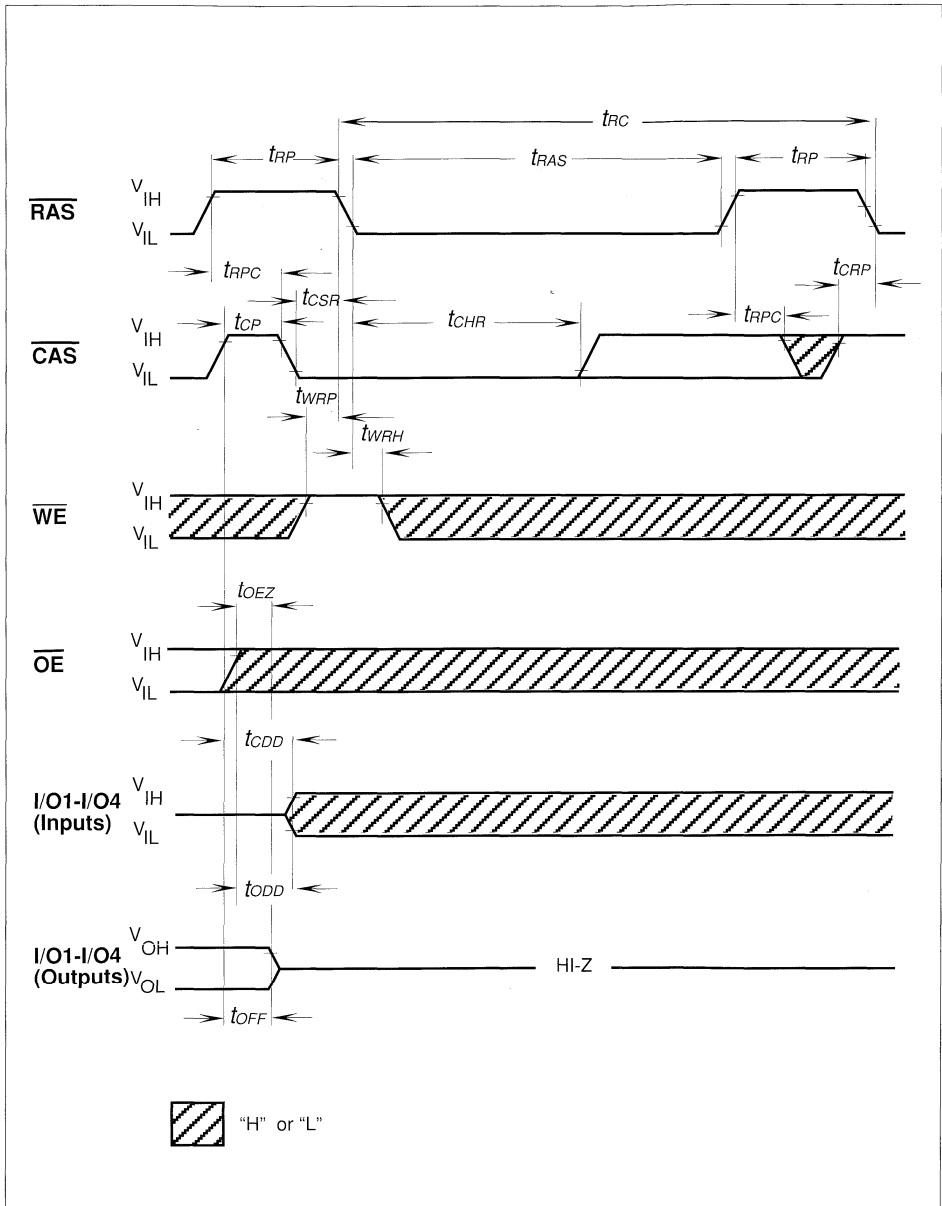 tRC
tRP tRAS tRP
RAS VIH
VIL
tRPC tCSR tCRP
tCP tCHR tRPC
CAS VIH
VIL
tWRP
tWRH
WE VIH
VIL
tOEZ
OE VIH
VIL
tCDD
I/O1-I/O4 VIH
(Inputs) VIL
tODD
I/O1-I/O4 VOH
(Outputs) VOL
HI-Z
tOFF
"H" or "L"